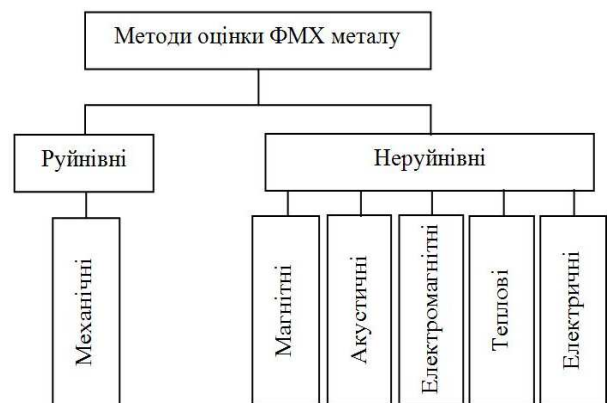 Методи оцінки ФМХ металу
Руйнівні
Неруйнівні
Механічні
Магнітні
Акустичні
Електромагнітні
Теплові
Електричні